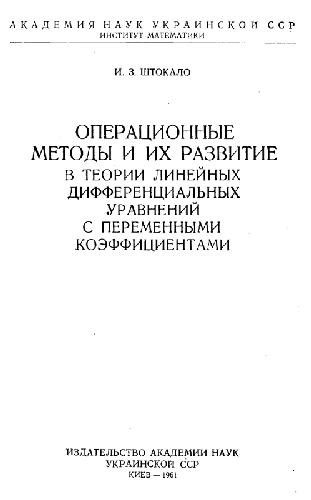 АКАДЕМИЯ НАУК УКРАИНСКОЙ ССР
ИНСТИТУТ МАТЕМАТИКИ
И. З. ШТОКАЛО
ОПЕРАЦИОННЫЕ
МЕТОДЫ И ИХ РАЗВИТИЕ
В ТЕОРИИ ЛИНЕЙНЫХ
ДИФФЕРЕНЦИАЛЬНЫХ
УРАВНЕНИЙ
С ПЕРЕМЕННЫМИ
КОЭФФИЦИЕНТАМИ
ИЗДАТЕЛЬСТВО АКАДЕМИИ НАУК
УКРАИНСКОЙ ССР
КИЕВ — 1961